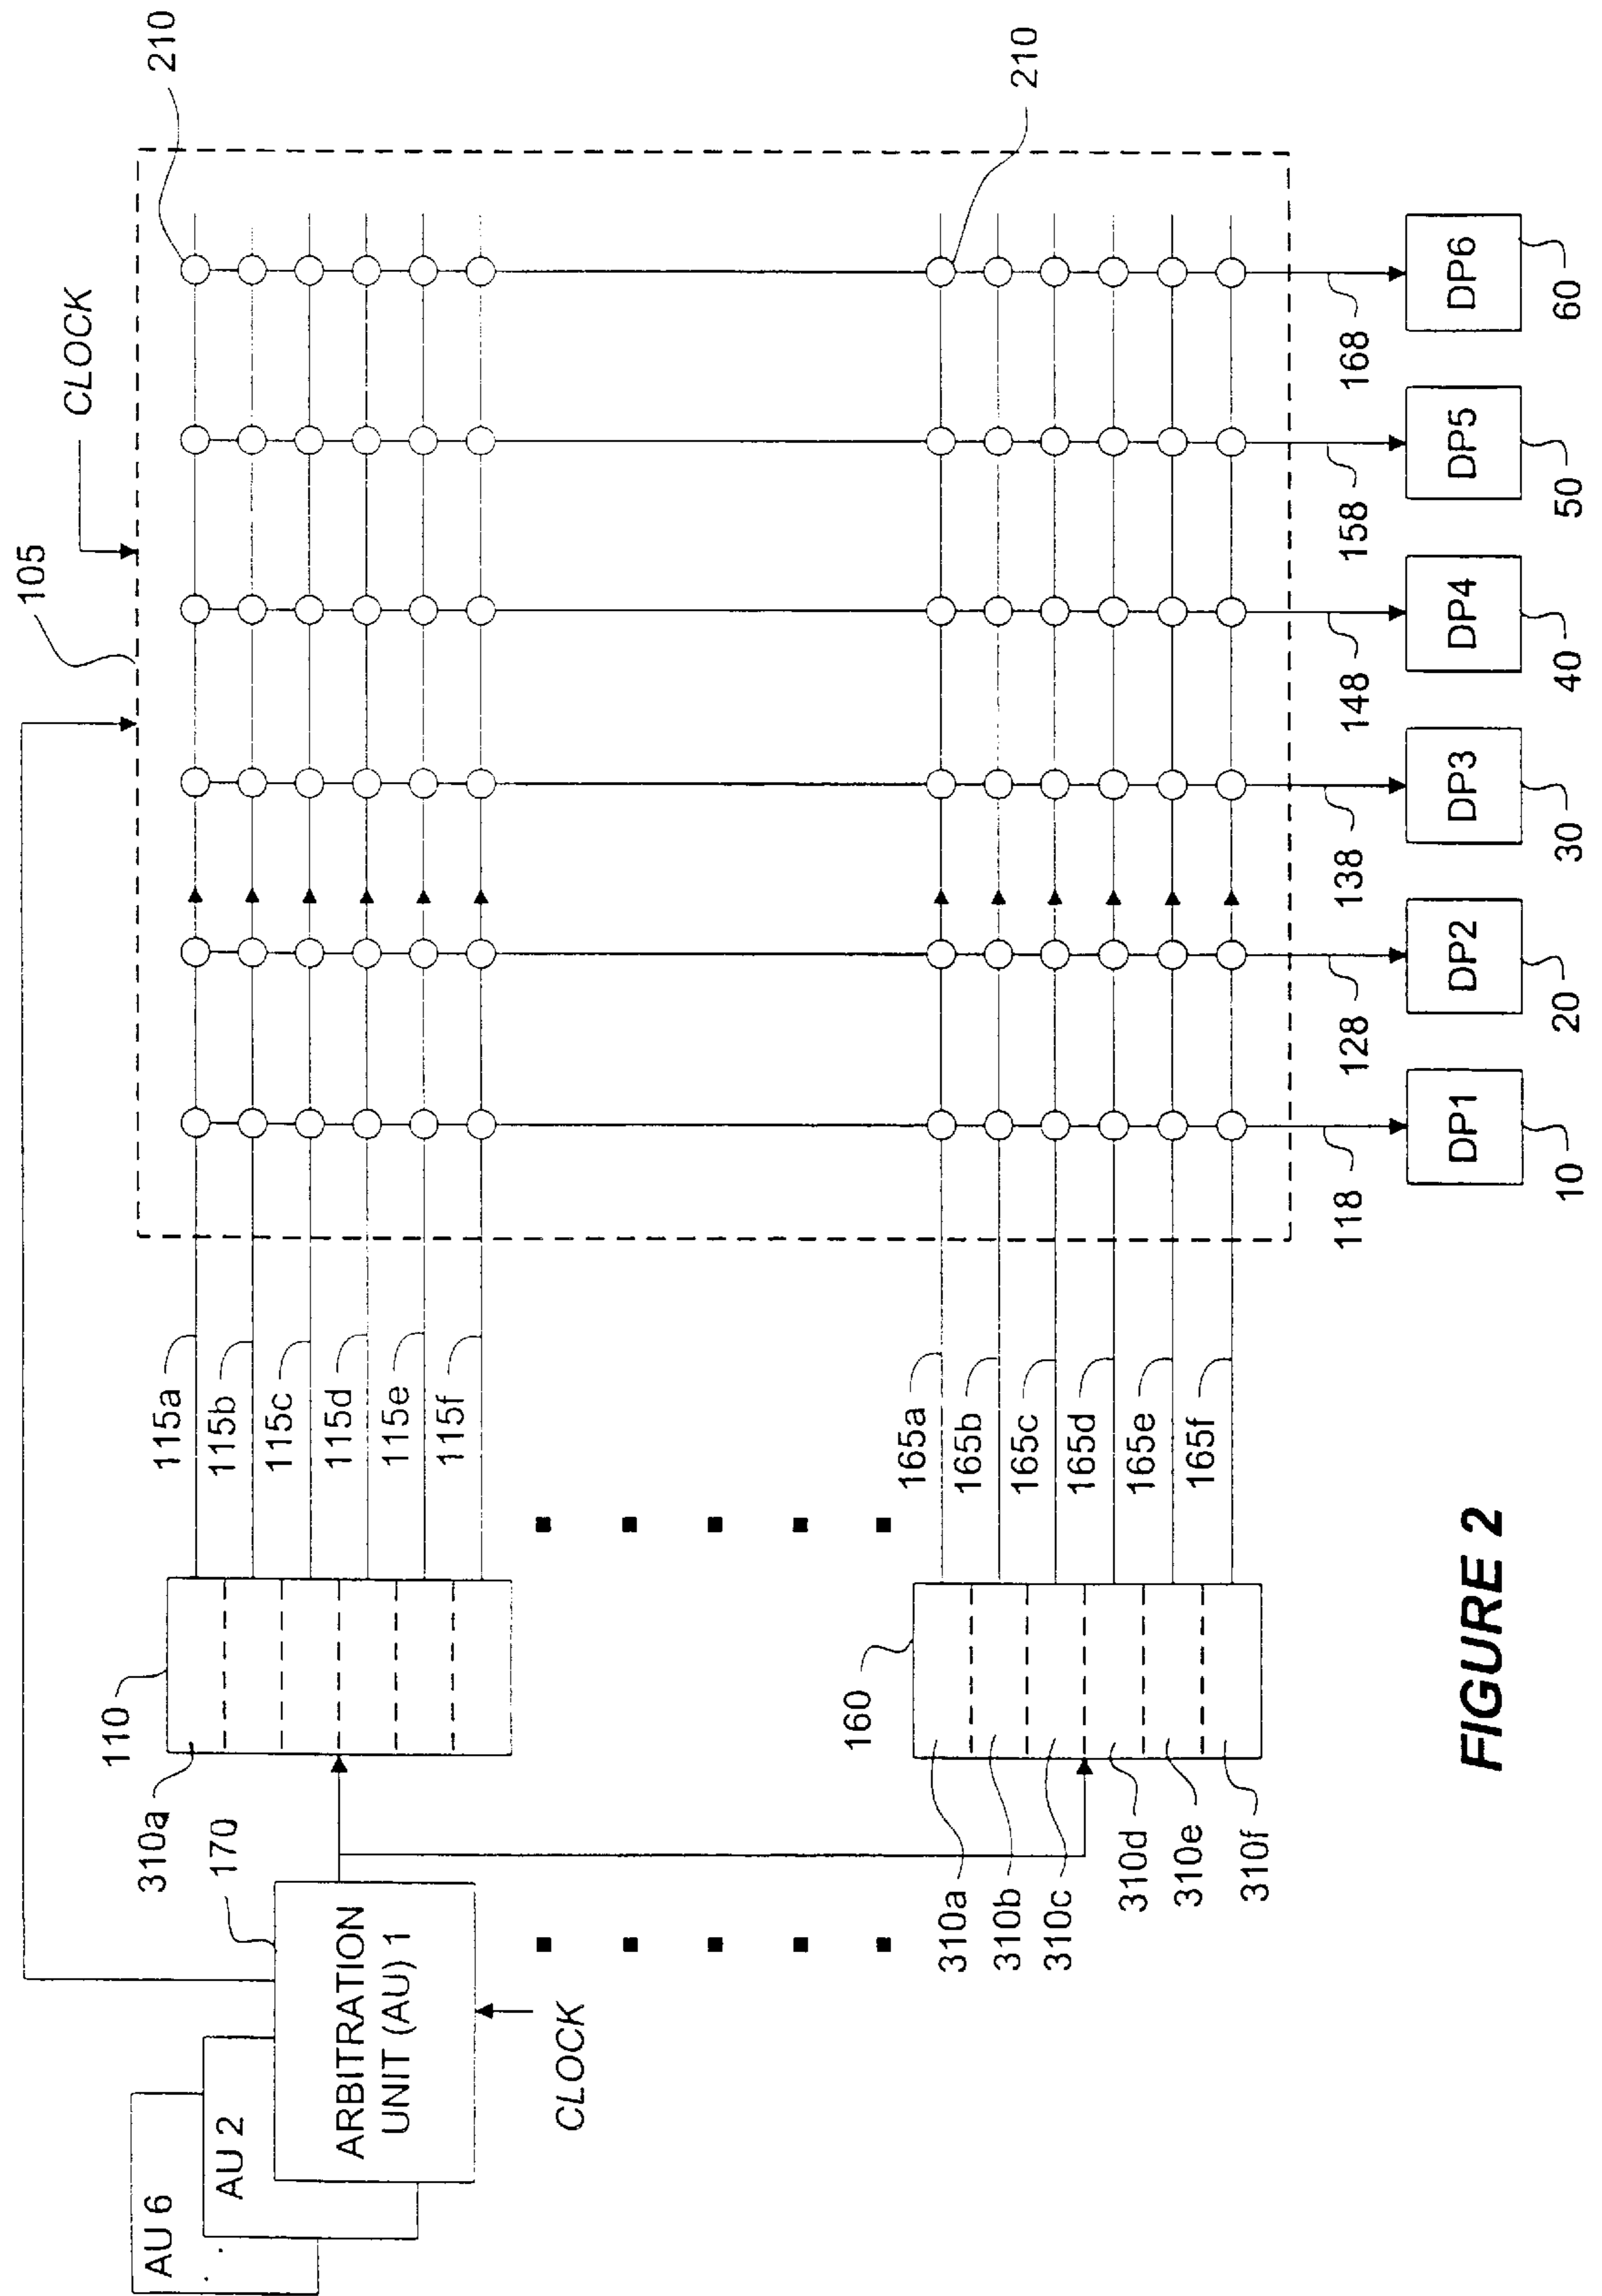 105
CLOCK
210
AU 6
AU 2
ARBITRATION
UNIT (AU) 1
170
CLOCK
310a
110
115a
115b
115c
115d
115e
115f
310a
310b
310c
310d
310e
310f
160
165a
165b
165c
165d
165e
165f
210
118
128
138
148
158
168
DP1
DP2
DP3
DP4
DP5
DP6
10
20
30
40
50
60
FIGURE 2